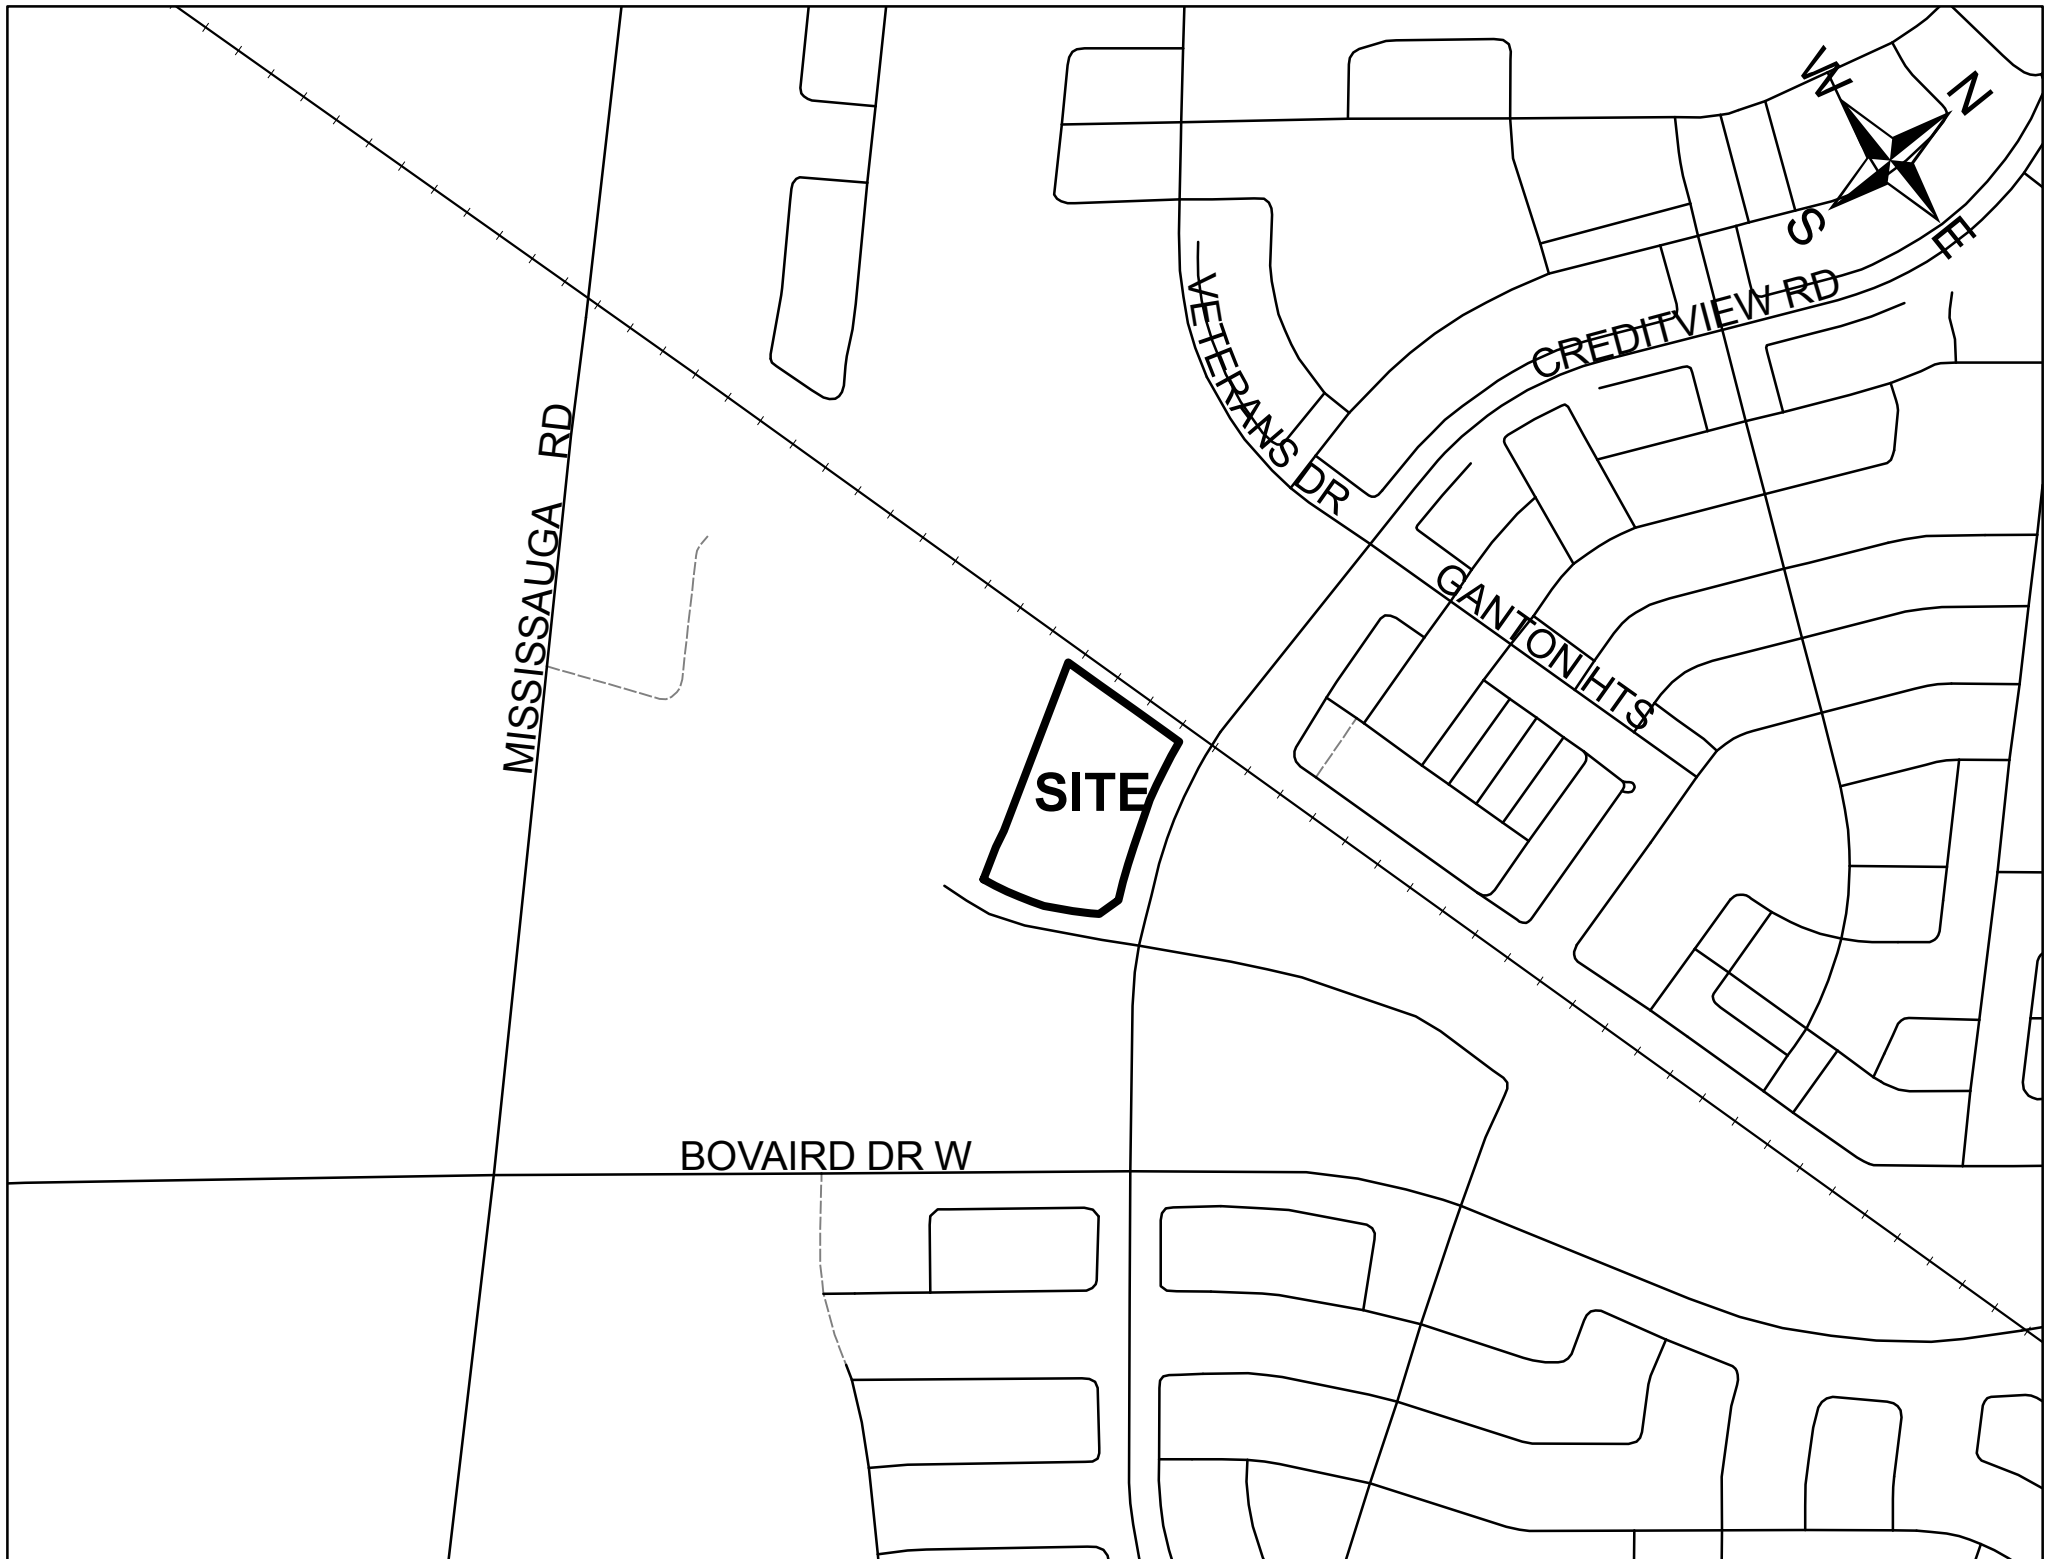 W
N
S
E
CREDITVIEW RD
VETERANS DR
MISSISSAUGA RD
GANTON HTS
SITE
BOVAIRD DR W